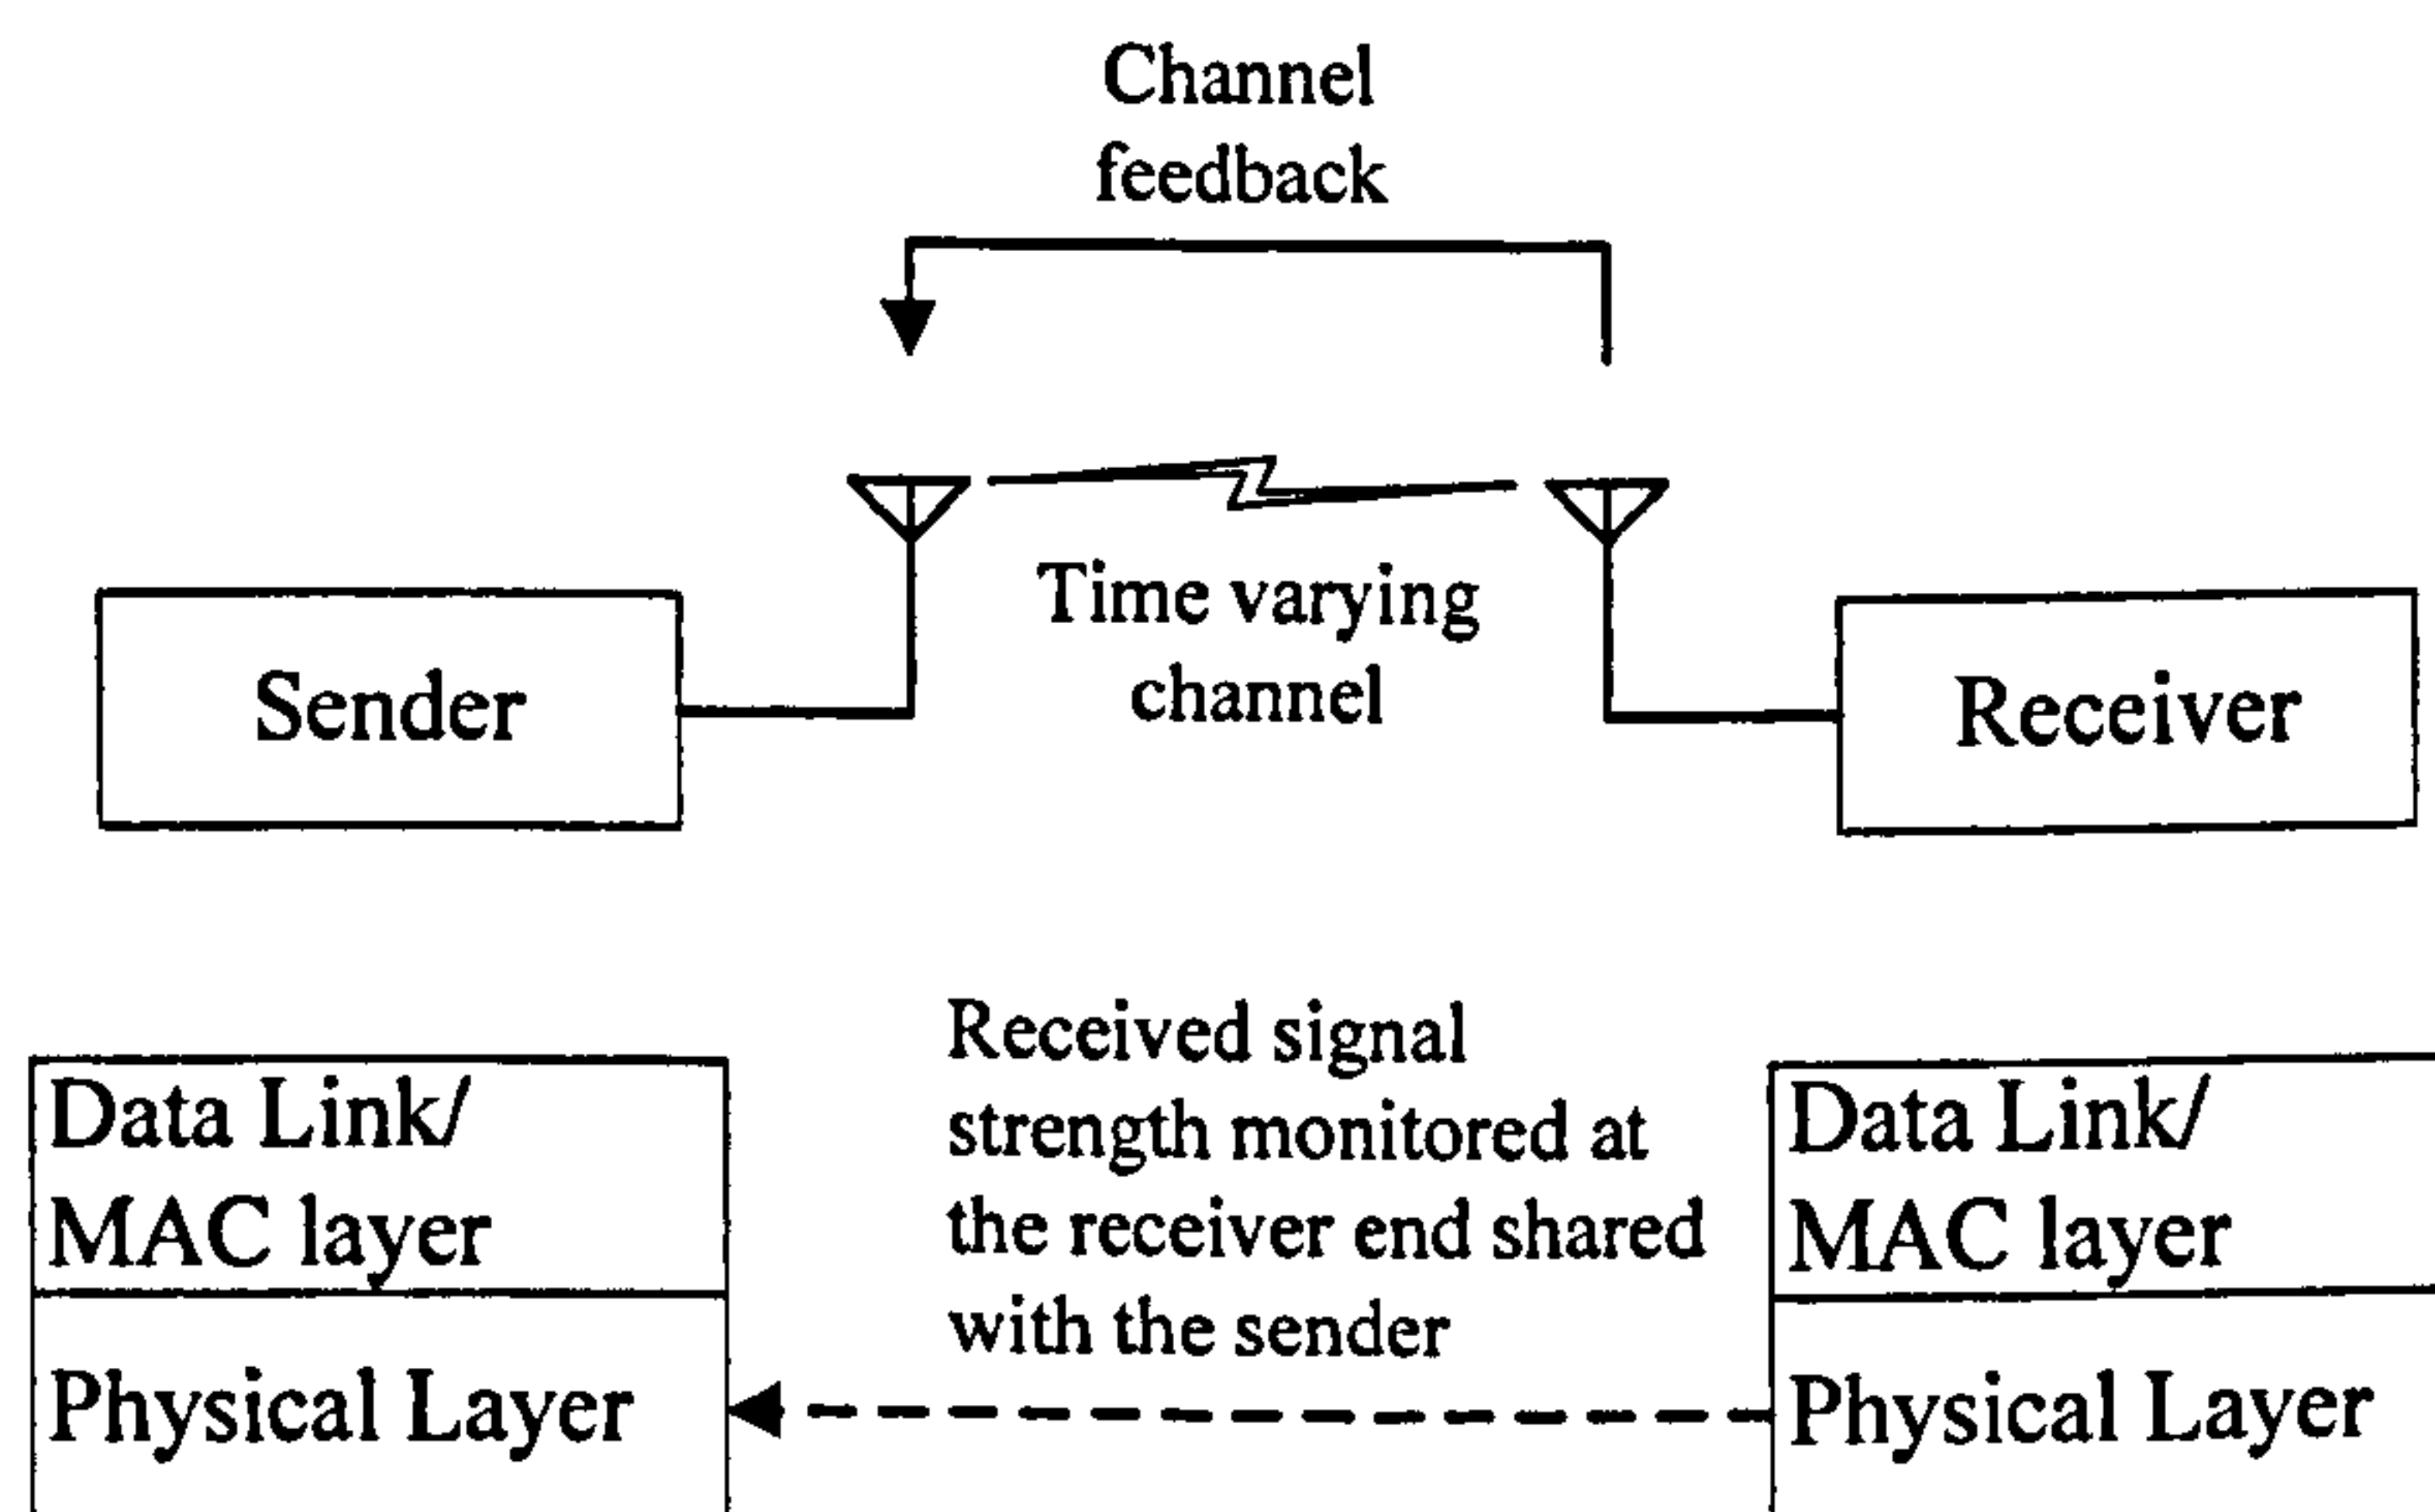 Channel
feedback
Time varying
channel
Sender
Receiver
Received signal
strength monitored at
the receiver end shared
with the sender
Data Link/
MAC layer
Physical Layer
Data Link/
MAC layer
Physical Layer